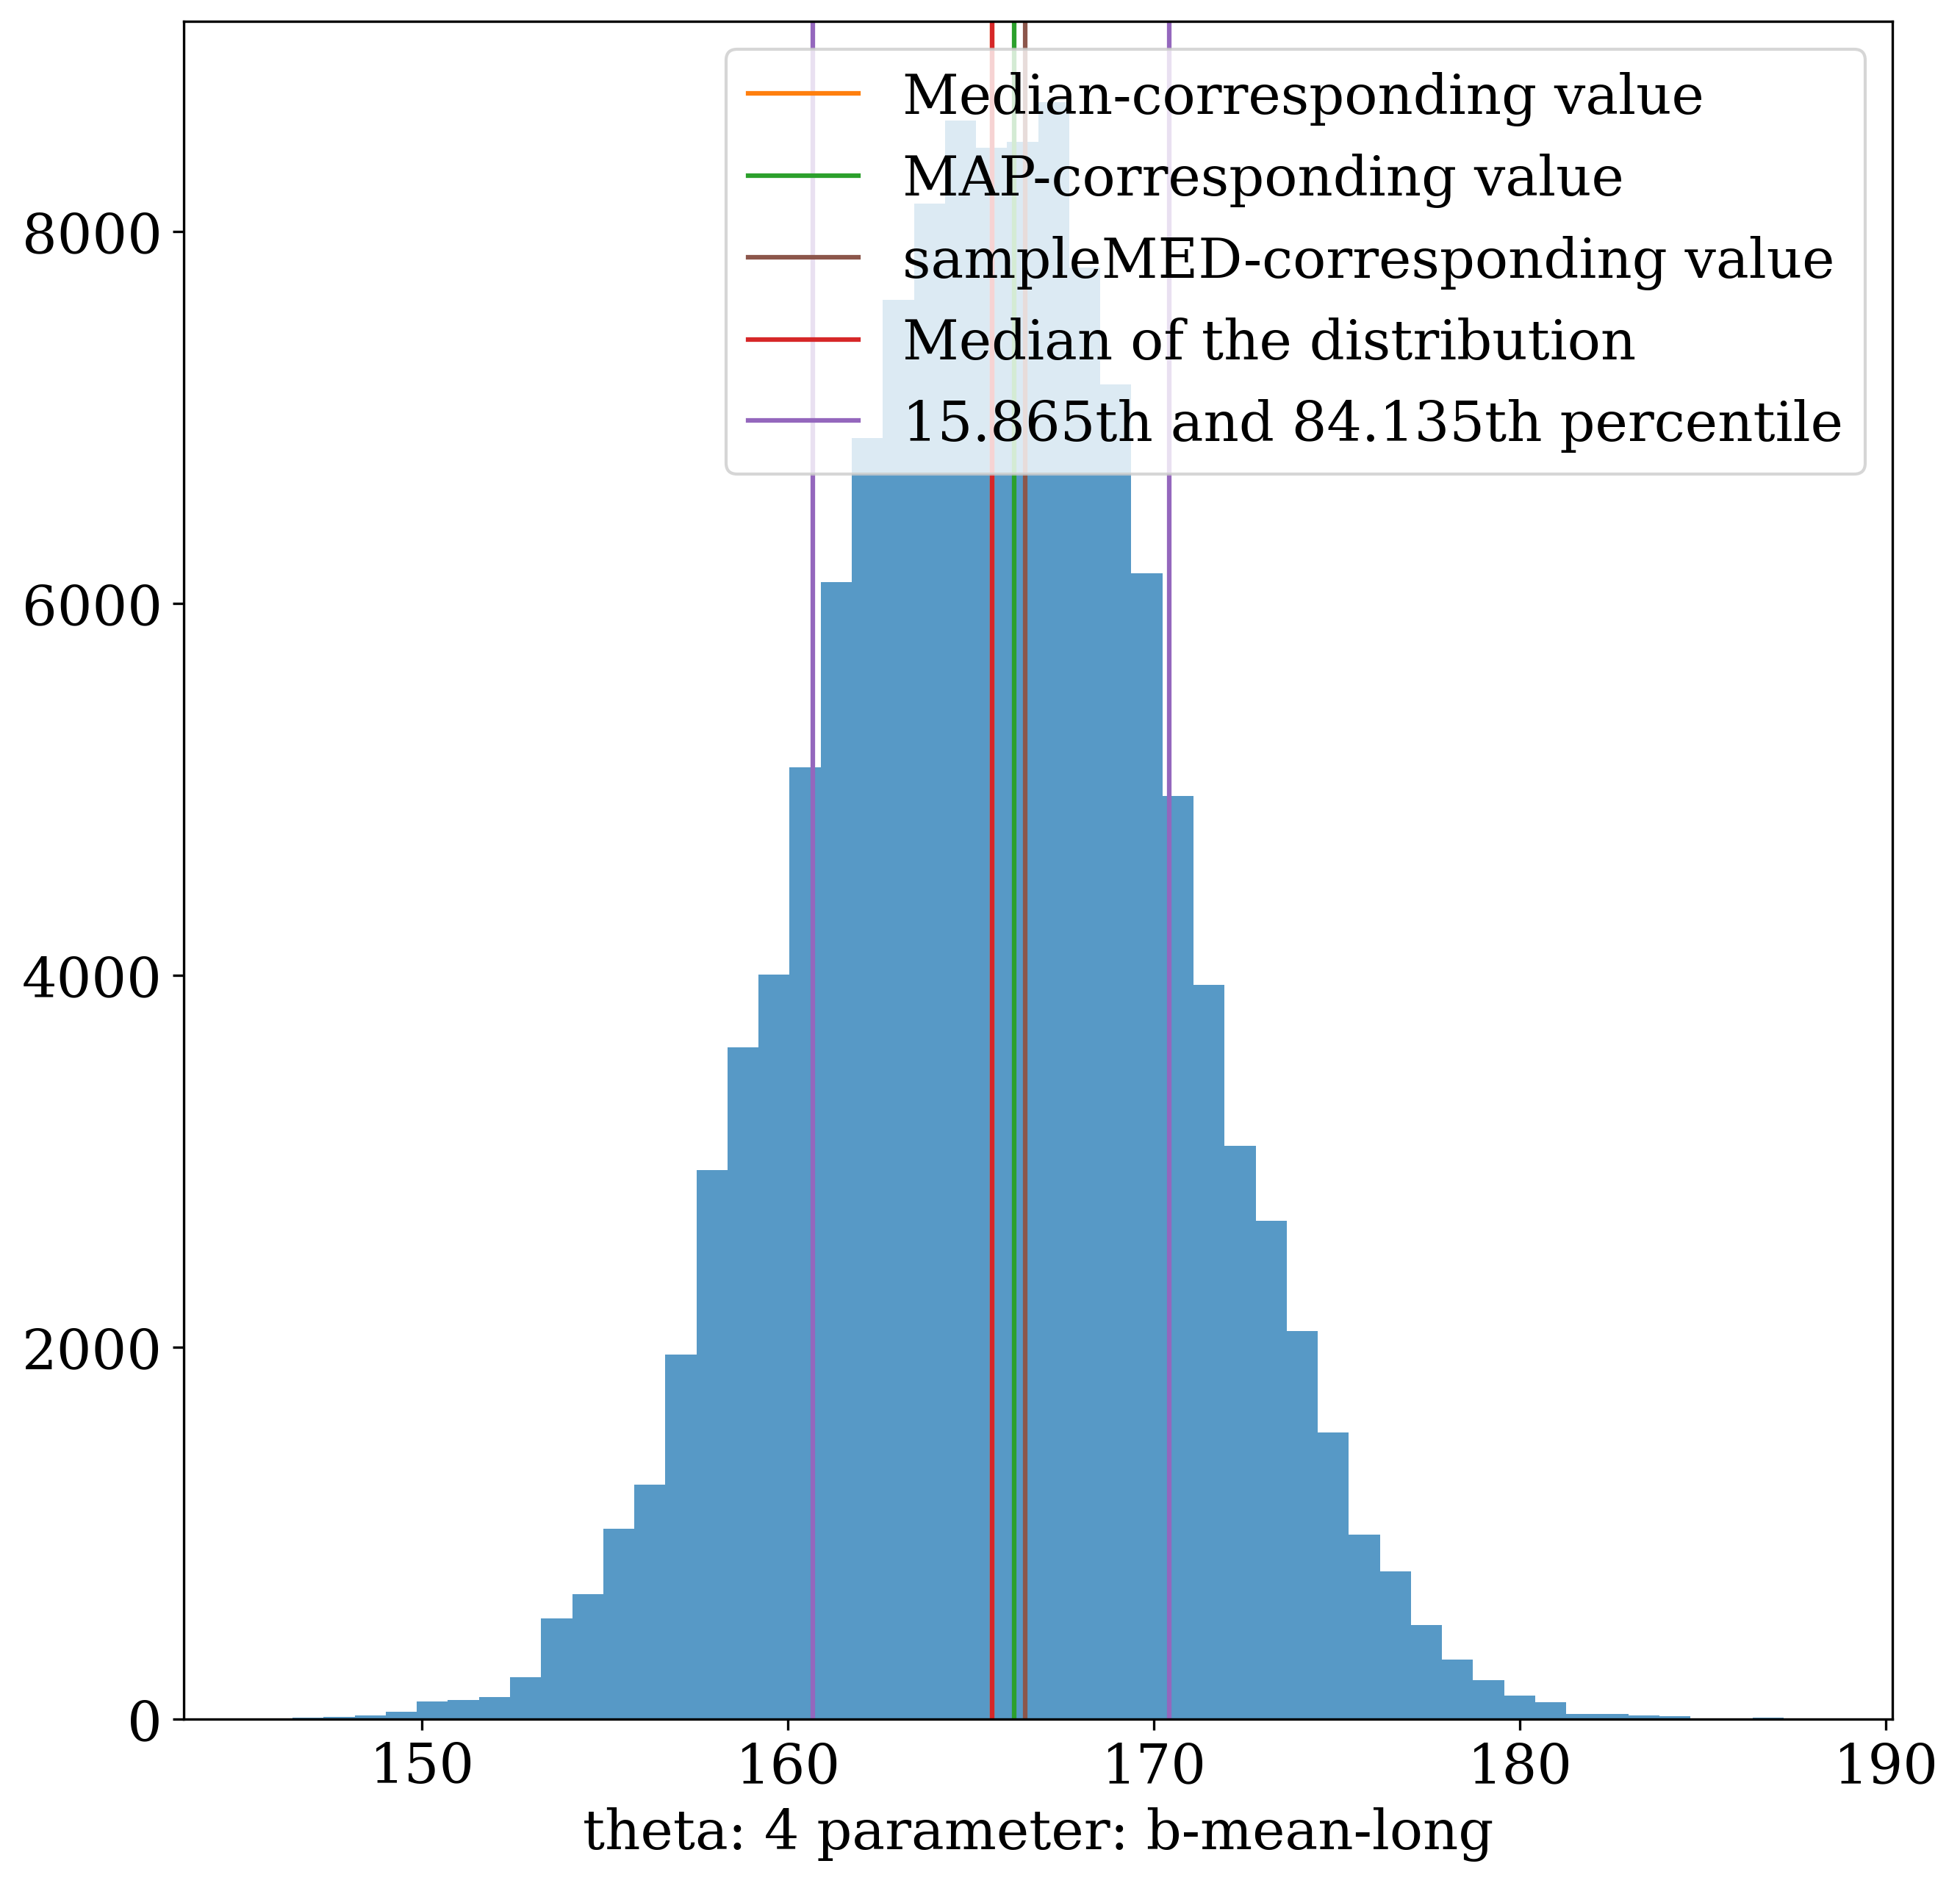 Median-corresponding value
MAP-corresponding value
sampleMED-corresponding value
Median of the distribution
15.865th and 84.135th percentile
8000
6000
4000
2000
0
150 160 170 180 190
theta: 4 parameter: b-mean-long